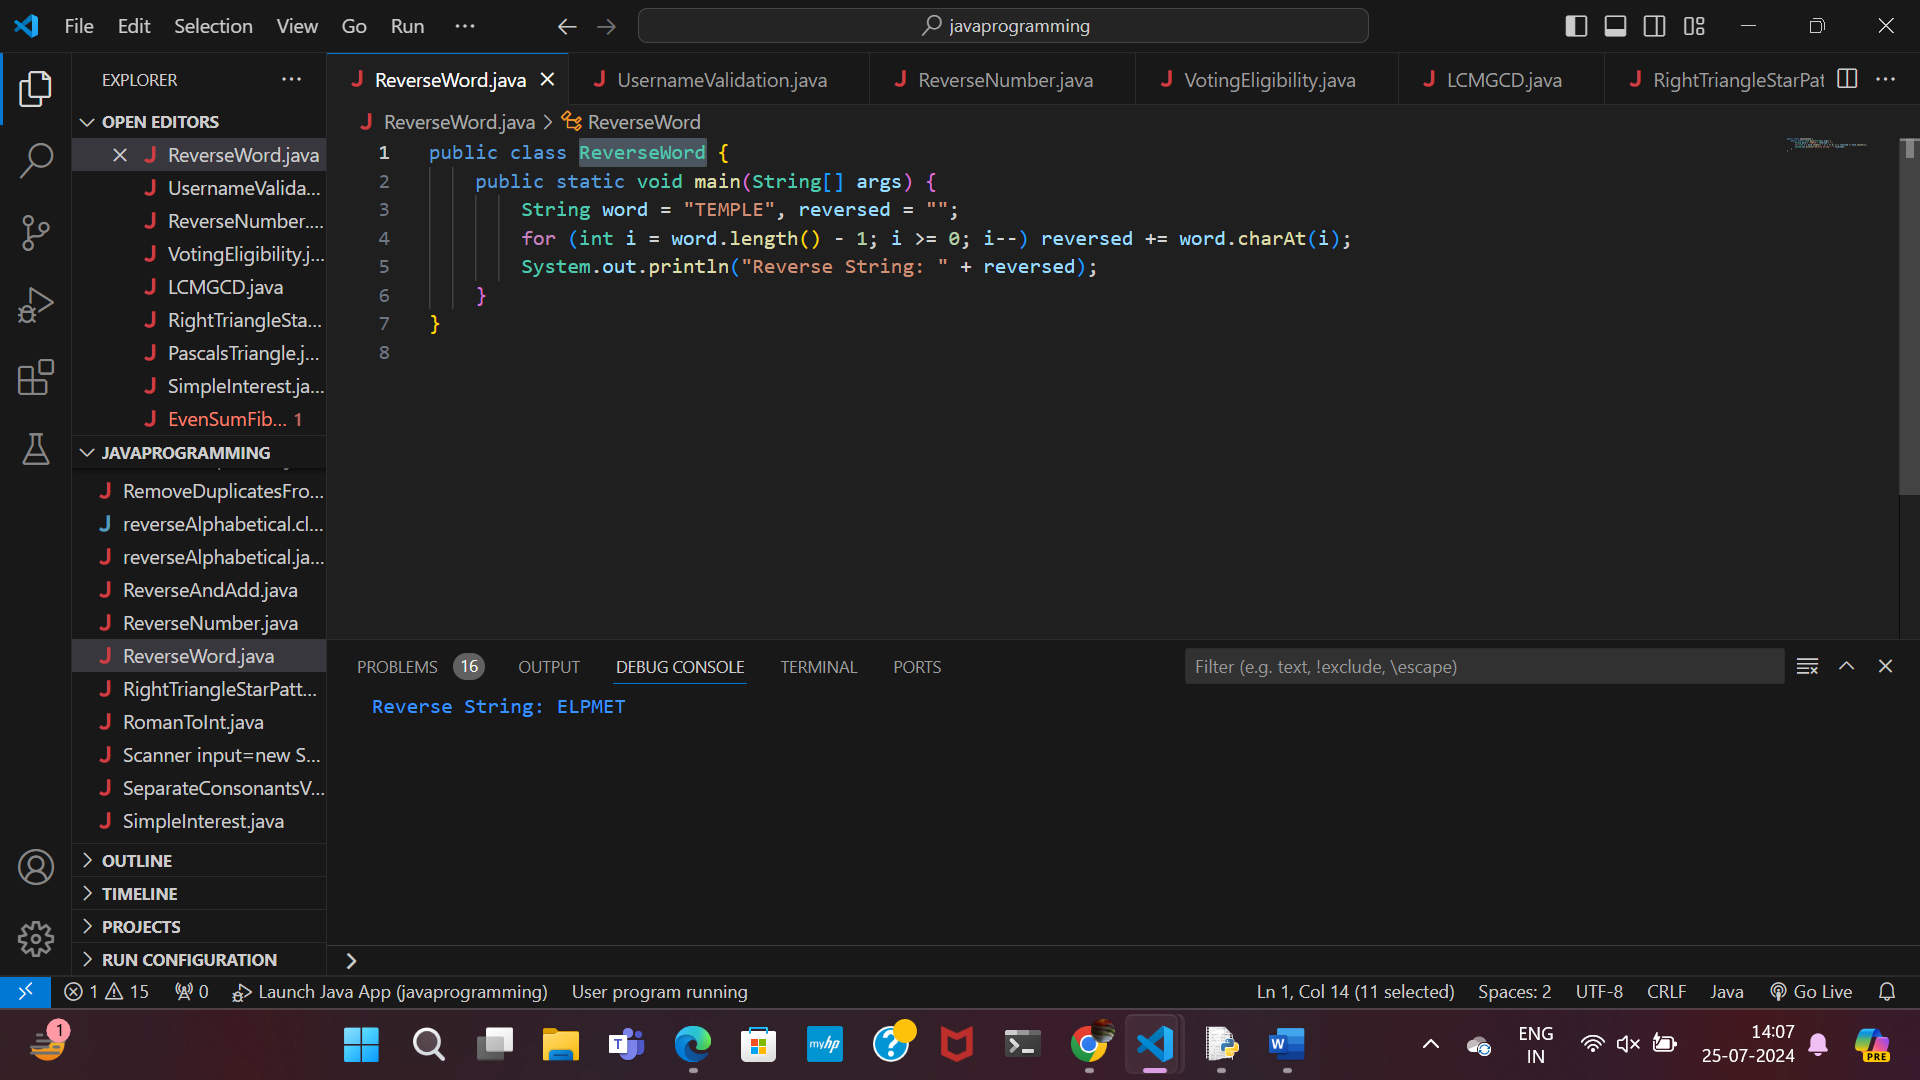 File Edit Selection View Go Run ...
javaprogramming
EXPLORER
OPEN EDITORS
ReverseWord.java
UsernameValida...
ReverseNumber....
VotingEligibility.j...
LCMGCD.java
RightTriangleSta...
PascalsTriangle.j...
SimpleInterest.ja...
EvenSumFib... 1
JAVAPROGRAMMING
RemoveDuplicatesFro...
reverseAlphabetical.cl...
reverseAlphabetical.ja...
ReverseAndAdd.java
ReverseNumber.java
ReverseWord.java
RightTriangleStarPatt...
RomanToInt.java
Scanner input=new S...
SeparateConsonantsV...
SimpleInterest.java
OUTLINE
TIMELINE
PROJECTS
RUN CONFIGURATION
ReverseWord.java UsernameValidation.java ReverseNumber.java VotingEligibility.java LCMGCD.java RightTriangleStarPat
ReverseWord.java > ReverseWord
1 public class ReverseWord {
2 public static void main(String[] args) {
3 String word = "TEMPLE", reversed = "";
4 for (int i = word.length() - 1; i >= 0; i--) reversed += word.charAt(i);
5 System.out.println("Reverse String: " + reversed);
6 }
7 }
8
PROBLEMS 16 OUTPUT DEBUG CONSOLE TERMINAL PORTS
Filter (e.g. text, !exclude, \escape)
Reverse String: ELPMET
1 15 0 Launch Java App (javaprogramming) User program running
Ln 1, Col 14 (11 selected) Spaces: 2 UTF-8 CRLF Java Go Live
1
T
myhp
?
W
ENG
IN
14:07
25-07-2024
PRE